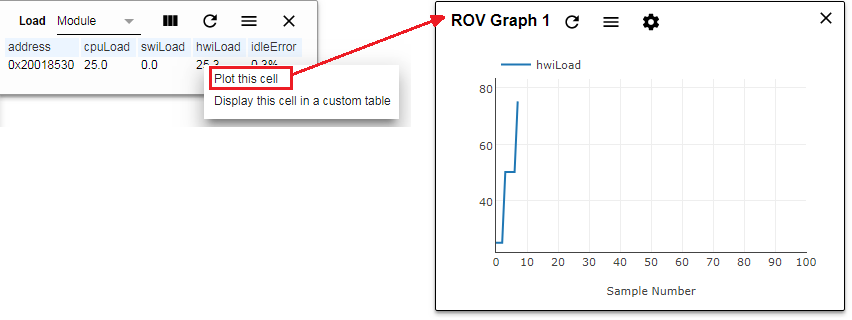 Load Module
address cpuLoad swiLoad hwiLoad idleError
0x20018530 25.0 0.0 25.3 0.3%
Plot this cell
Display this cell in a custom table
ROV Graph 1
hwiLoad
80
60
40
0 10 20 30 40 50 60 70 80 90 100
Sample Number